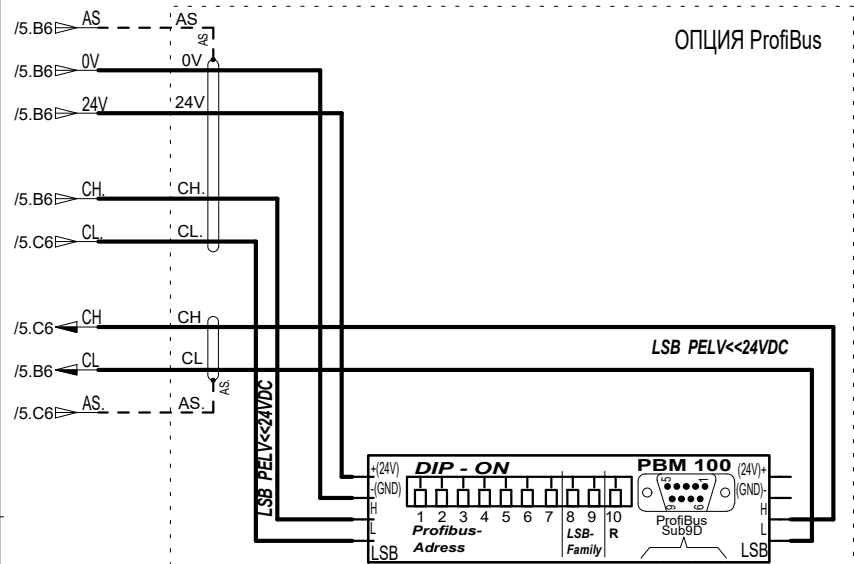 ОПЦИЯ ProfiBus
/5.B6 AS AS
AS
/5.B6 0V 0V
/5.B6 24V 24V
/5.B6 CH. CH.
/5.C6 CL. CL.
/5.C6 CH CH
LSB PELV<<24VDC
/5.B6 CL CL
AS.
/5.C6 AS. AS.
LSB PELV<<24VDC
+(24V) DIP - ON PBM 100 (24V)+
-(GND) 5 1 (GND)-
H 9 6 H
1 2 3 4 5 6 7 8 9 10
L Profibus- LSB- R ProfiBus L
Adress Family Sub9D
LSB LSB